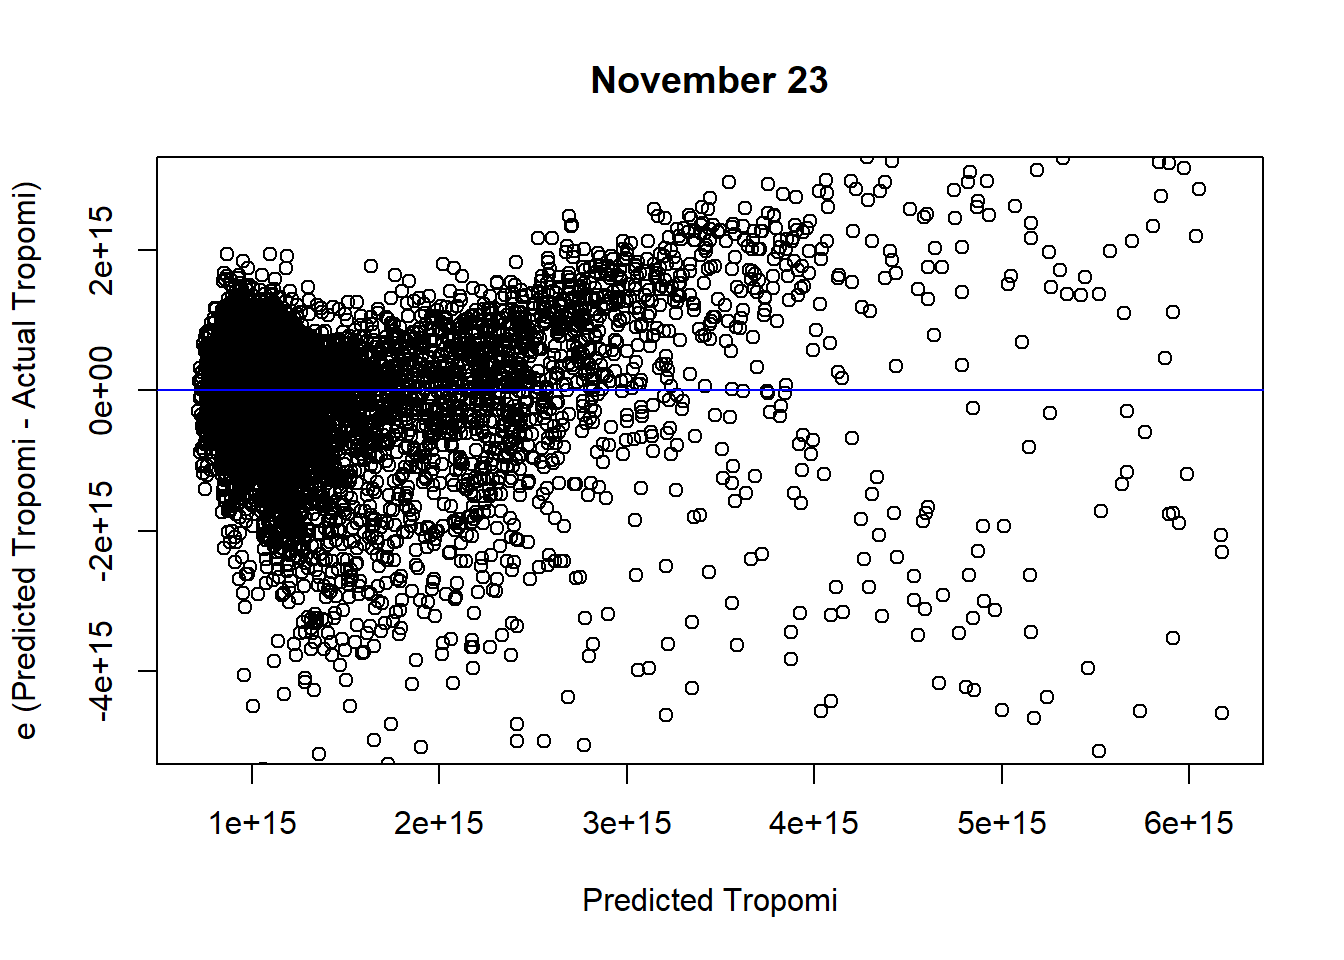 November 23
e (Predicted Tropomi - Actual Tropomi)
2e+15
0e+00
-2e+15
-4e+15
1e+15 2e+15 3e+15 4e+15 5e+15 6e+15
Predicted Tropomi